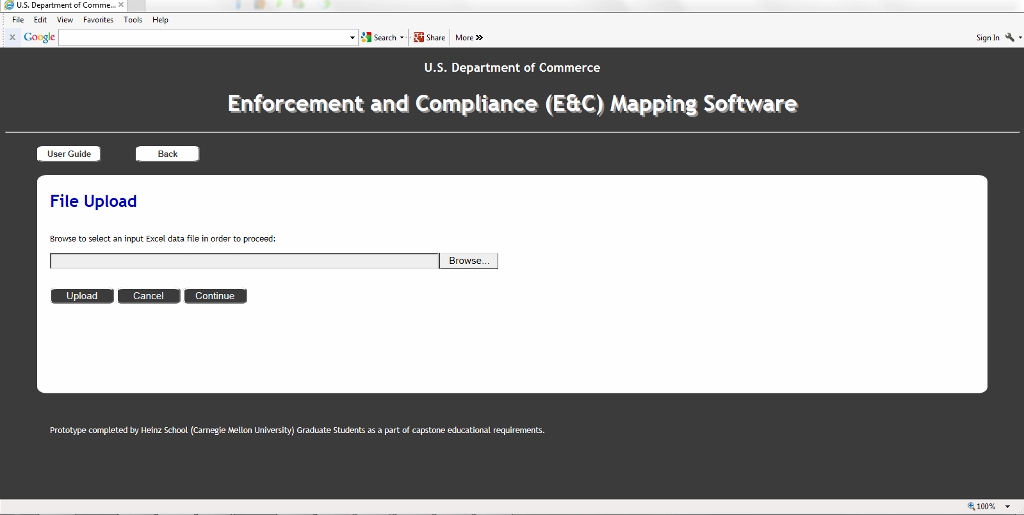 U.S. Department of Comme...
File Edit View Favorites Tools Help
Google Search Share More Sign In
U.S. Department of Commerce
Enforcement and Compliance (E&C) Mapping Software
User Guide Back
File Upload
Browse to select an input Excel data file in order to proceed:
Browse...
Upload Cancel Continue
Prototype completed by Heinz School (Carnegie Mellon University) Graduate Students as a part of capstone educational requirements.
100%